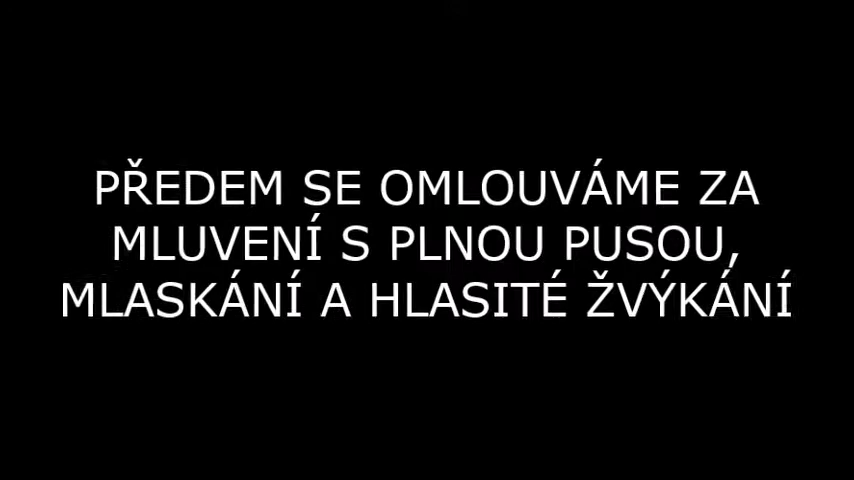 PŘEDEM SE OMLOUVÁME ZA
MLUVENÍ S PLNOU PUSOU,
MLASKÁNÍ A HLASITÉ ŽVÝKÁNÍ